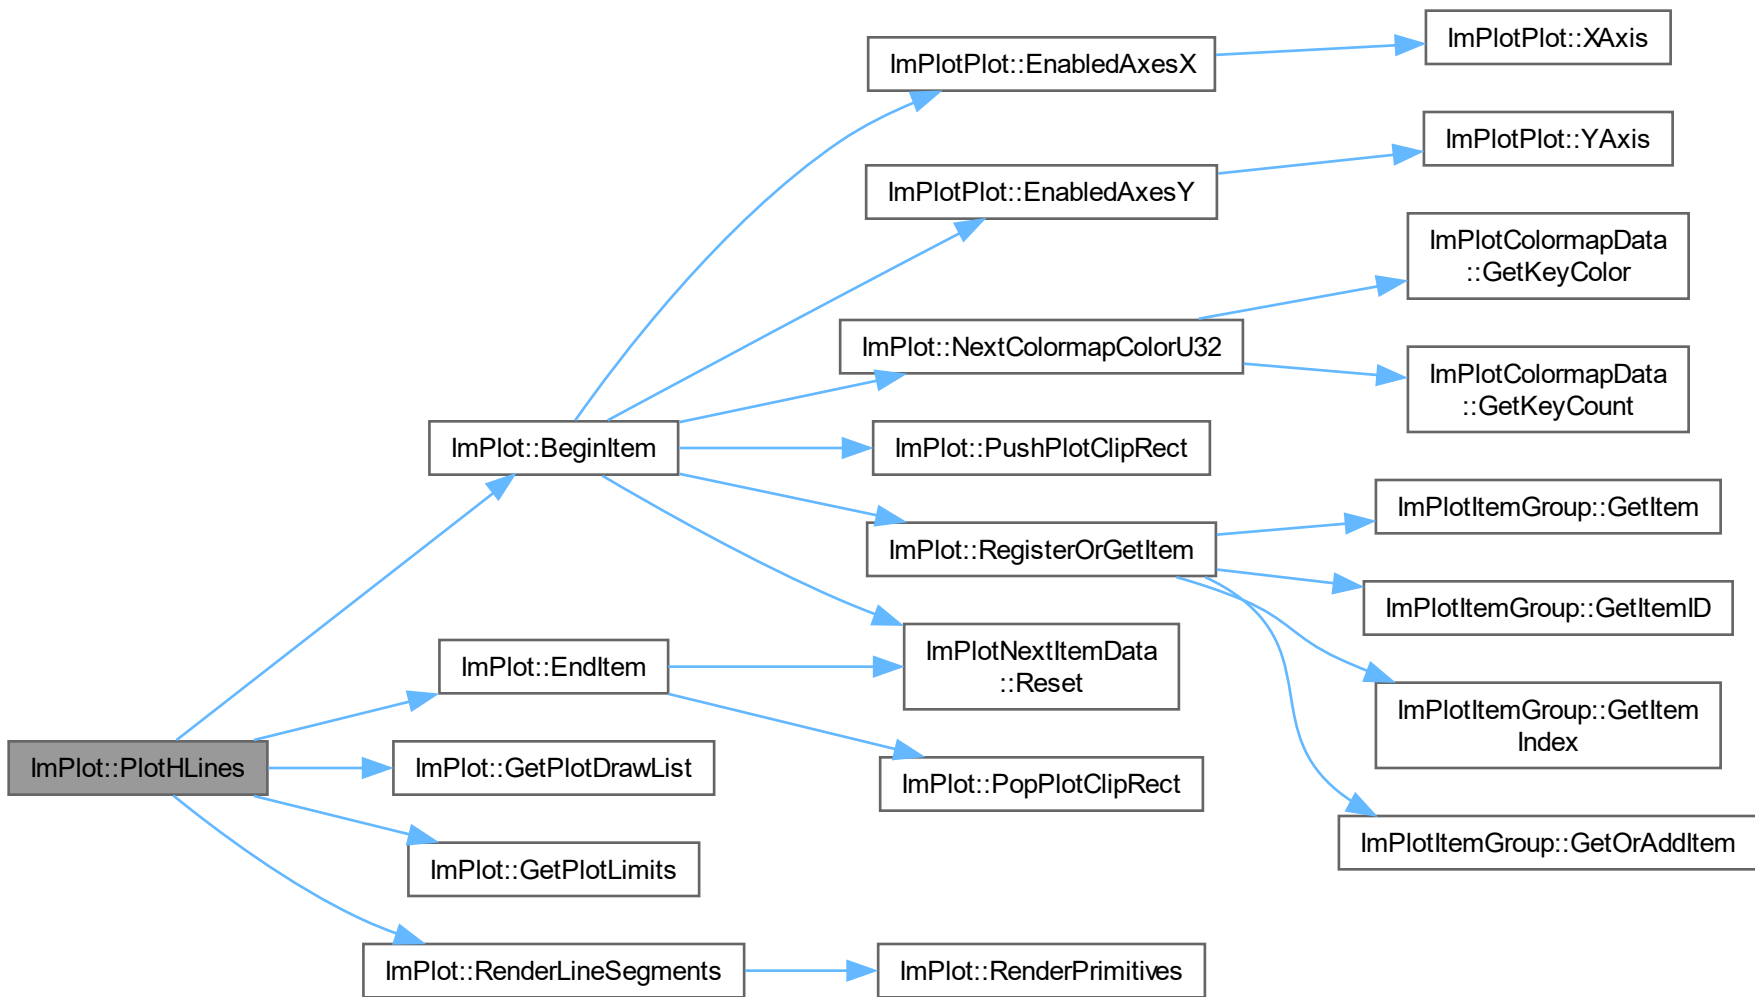 ImPlotPlot::XAxis
ImPlotPlot::EnabledAxesX
ImPlotPlot::YAxis
ImPlotPlot::EnabledAxesY
ImPlotColormapData
::GetKeyColor
ImPlot::NextColormapColorU32
ImPlotColormapData
::GetKeyCount
ImPlot::BeginItem
ImPlot::PushPlotClipRect
ImPlotItemGroup::GetItem
ImPlot::RegisterOrGetItem
ImPlotItemGroup::GetItemID
ImPlot::EndItem
ImPlotNextItemData
::Reset
ImPlotItemGroup::GetItem
Index
ImPlot::PlotHLines
ImPlot::GetPlotDrawList
ImPlot::PopPlotClipRect
ImPlotItemGroup::GetOrAddItem
ImPlot::GetPlotLimits
ImPlot::RenderLineSegments
ImPlot::RenderPrimitives